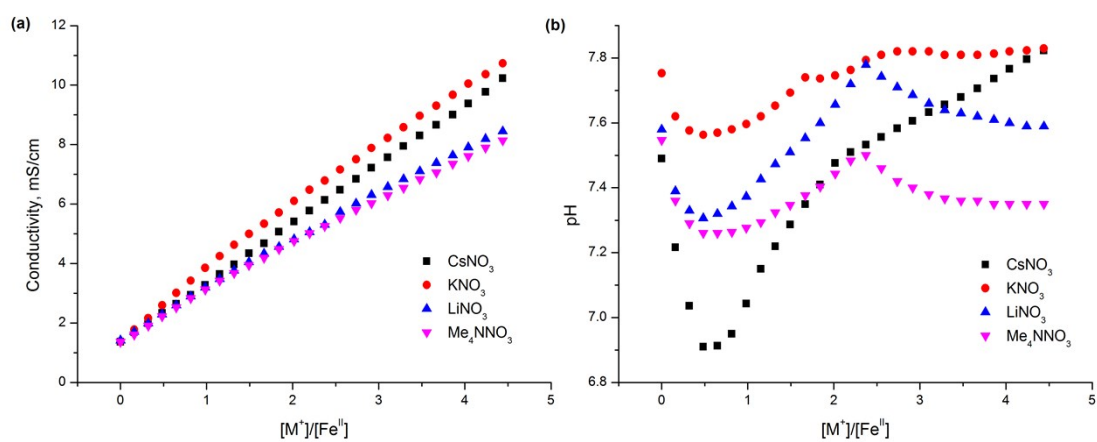 (a)
12
10
8
6
4
2
0
Conductivity, mS/cm
CsNO₃
KNO₃
LiNO₃
Me₄NNO₃
0 1 2 3 4 5
[M⁺]/[Feᴵᴵ]
(b)
7.8
7.6
7.4
7.2
7.0
6.8
pH
CsNO₃
KNO₃
LiNO₃
Me₄NNO₃
0 1 2 3 4 5
[M⁺]/[Feᴵᴵ]